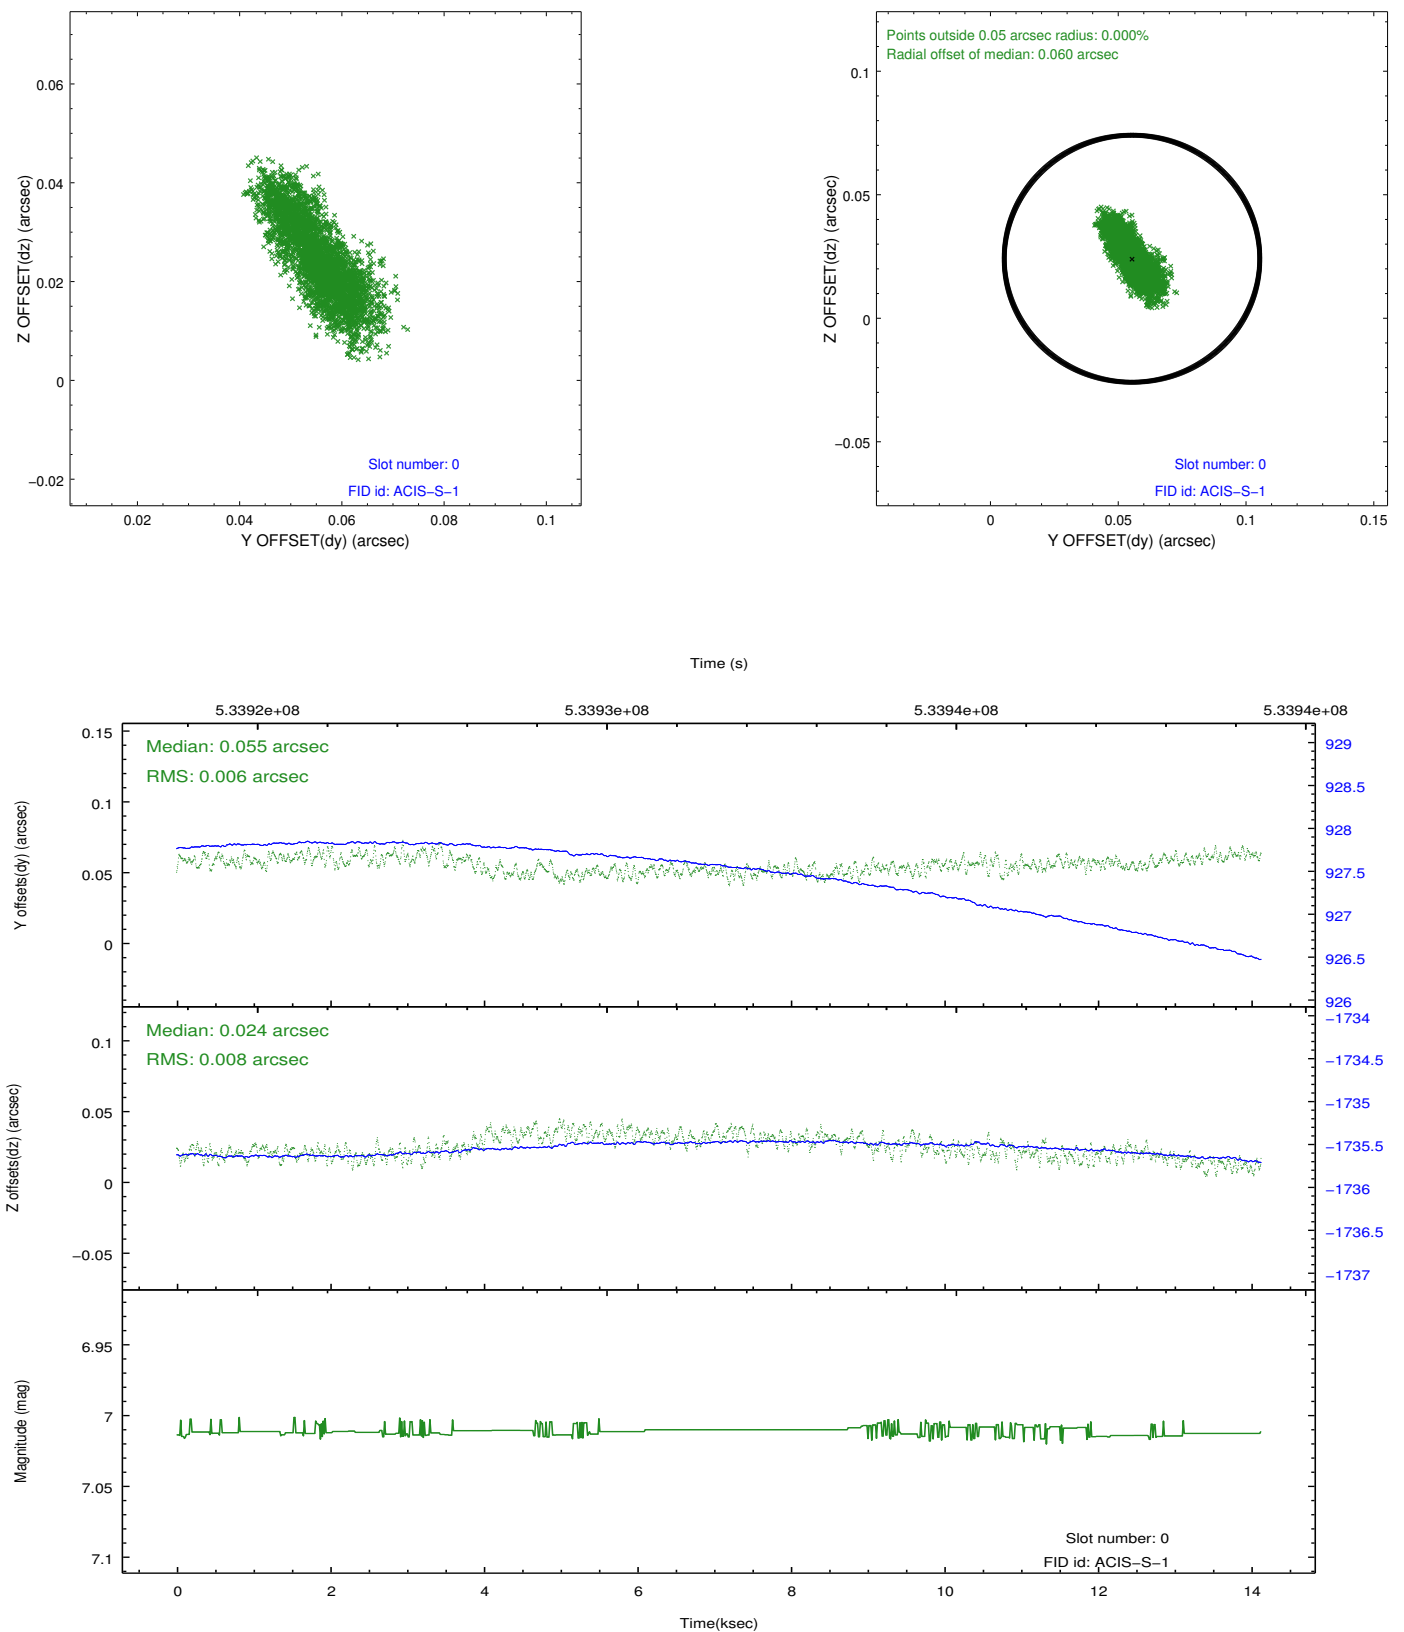 0.06
0.04
0.02
0
−0.02
0.02
0.04
0.06
0.08
0.1
Z OFFSET(dz) (arcsec)
Y OFFSET(dy) (arcsec)
Slot number: 0
FID id: ACIS−S−1
Points outside 0.05 arcsec radius: 0.000%
Radial offset of median: 0.060 arcsec
0.1
0.05
0
−0.05
0
0.05
0.1
0.15
Z OFFSET(dz) (arcsec)
Y OFFSET(dy) (arcsec)
Slot number: 0
FID id: ACIS−S−1
Time (s)
5.3392e+08
5.3393e+08
5.3394e+08
5.3394e+08
Median: 0.055 arcsec
RMS: 0.006 arcsec
Y offsets(dy) (arcsec)
0.15
0.1
0.05
0
929
928.5
928
927.5
927
926.5
926
Median: 0.024 arcsec
RMS: 0.008 arcsec
Z offsets(dz) (arcsec)
0.1
0.05
0
−0.05
−1734
−1734.5
−1735
−1735.5
−1736
−1736.5
−1737
Magnitude (mag)
6.95
7
7.05
7.1
Slot number: 0
FID id: ACIS−S−1
0
2
4
6
8
10
12
14
Time(ksec)